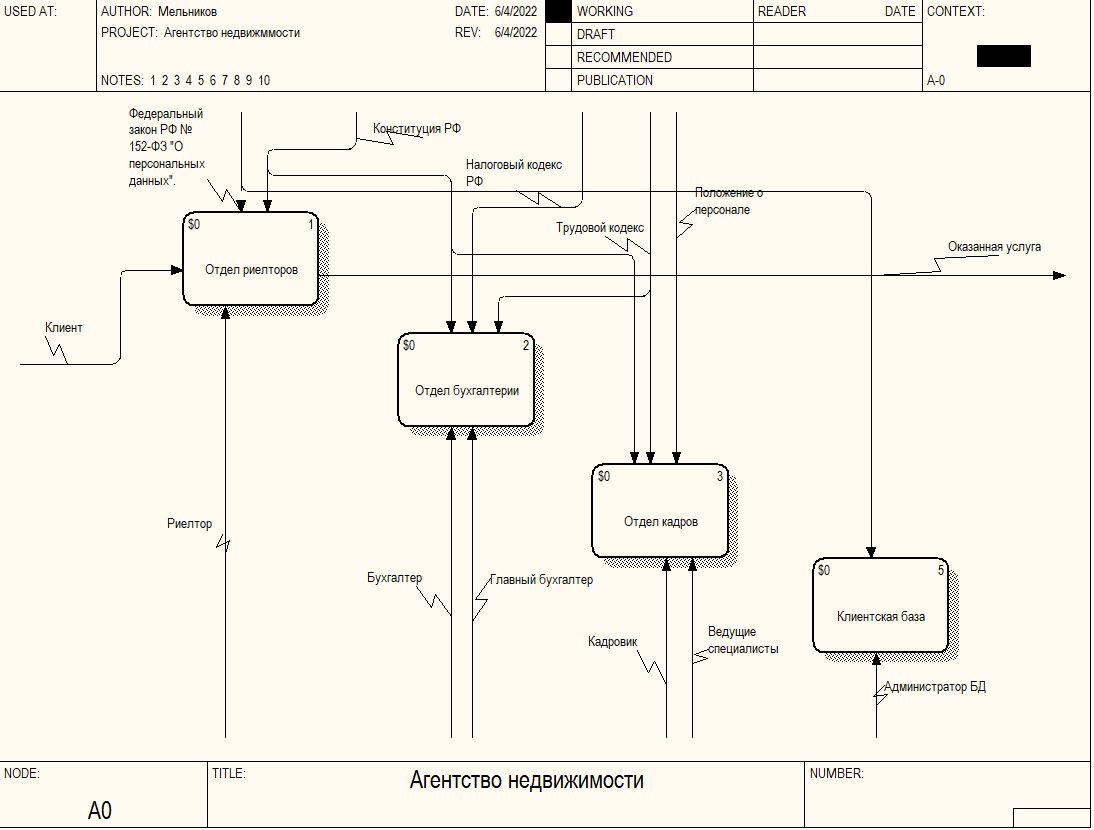 USED AT:
AUTHOR: Мельников
DATE: 6/4/2022
WORKING
READER
DATE
CONTEXT:
PROJECT: Агентство недвижммости
REV: 6/4/2022
DRAFT
RECOMMENDED
NOTES: 1 2 3 4 5 6 7 8 9 10
PUBLICATION
A-0
Федеральный
закон РФ №
152-ФЗ "О
персональных
данных".
Конституция РФ
Налоговый кодекс
РФ
Положение о
персонале
Трудовой кодекс
Оказанная услуга
$0
1
Отдел риелторов
Клиент
$0
2
Отдел бухгалтерии
$0
3
Отдел кадров
Риелтор
Бухгалтер
Главный бухгалтер
$0
5
Клиентская база
Кадровик
Ведущие
специалисты
Администратор БД
NODE:
TITLE:
Агентство недвижимости
NUMBER:
A0